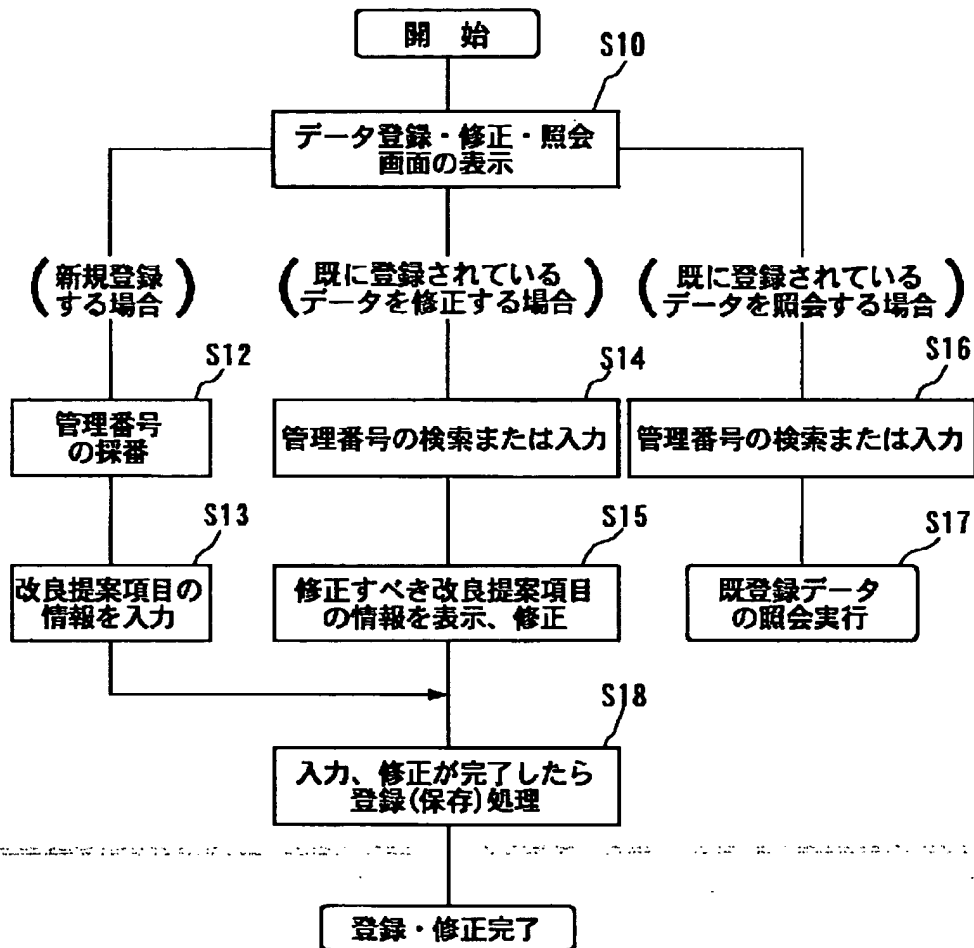 開 始
S10
データ登録・修正・照会
画面の表示
(新規登録
する場合)
(既に登録されている
データを修正する場合)
(既に登録されている
データを照会する場合)
S12
管理番号
の採番
S14
管理番号の検索または入力
S16
管理番号の検索または入力
S13
改良提案項目の
情報を入力
S15
修正すべき改良提案項目
の情報を表示、修正
S17
既登録データ
の照会実行
S18
入力、修正が完了したら
登録(保存)処理
登録・修正完了